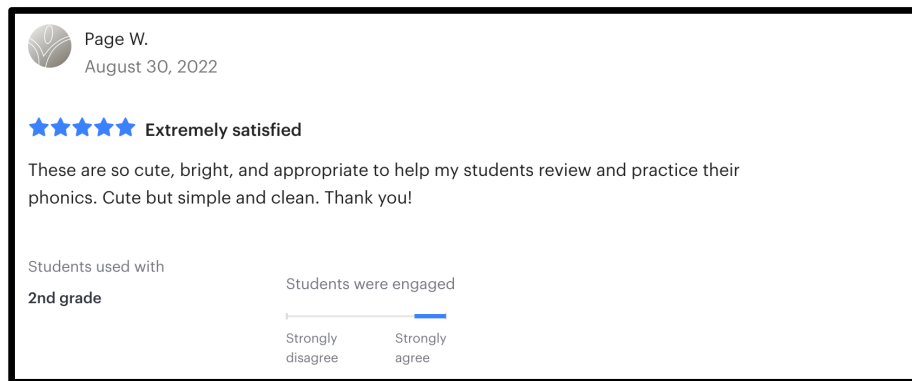 Page W.
August 30, 2022
Extremely satisfied
These are so cute, bright, and appropriate to help my students review and practice their
phonics. Cute but simple and clean. Thank you!
Students used with
2nd grade
Students were engaged
Strongly disagree
Strongly agree